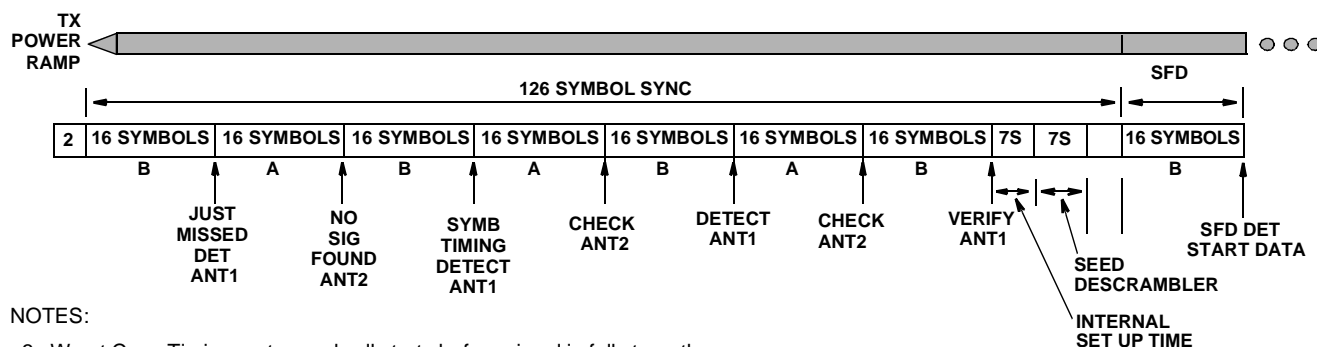 TX
POWER
RAMP
SFD
126 SYMBOL SYNC
2 16 SYMBOLS 16 SYMBOLS 16 SYMBOLS 16 SYMBOLS 16 SYMBOLS 16 SYMBOLS 16 SYMBOLS 7S 7S 16 SYMBOLS
B A B A B A B B
JUST
MISSED
DET
ANT1
NO
SIG
FOUND
ANT2
SYMB
TIMING
DETECT
ANT1
CHECK
ANT2
DETECT
ANT1
CHECK
ANT2
VERIFY
ANT1
SFD DET
START DATA
SEED
DESCRAMBLER
INTERNAL
SET UP TIME
NOTES: